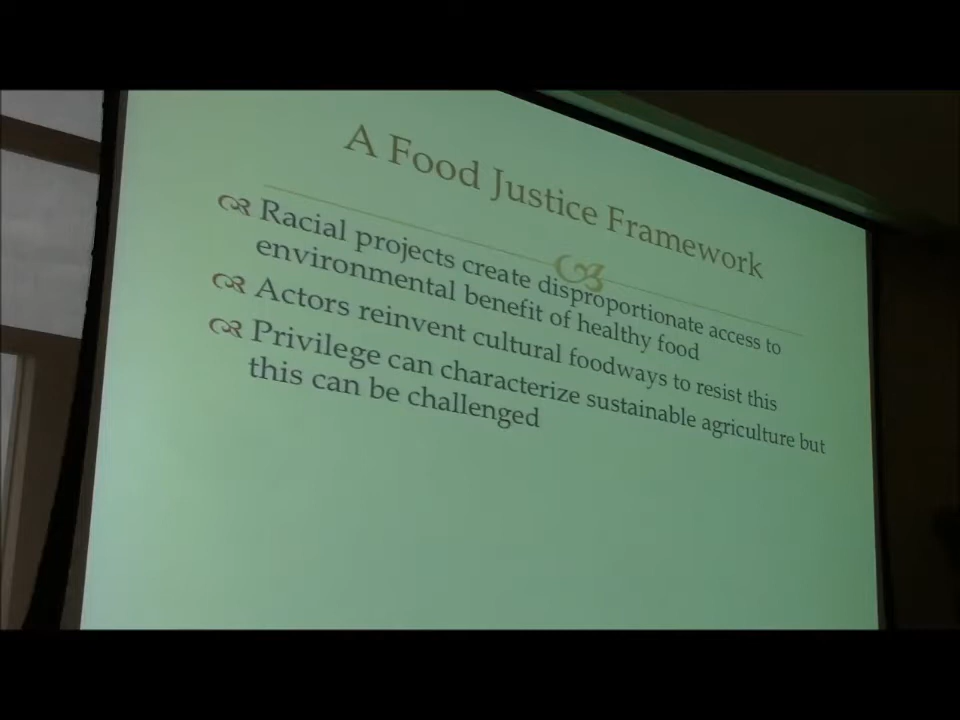 A Food Justice Framework
Racial projects create disproportionate access to
environmental benefit of healthy food
Actors reinvent cultural foodways to resist this
Privilege can characterize sustainable agriculture but
this can be challenged